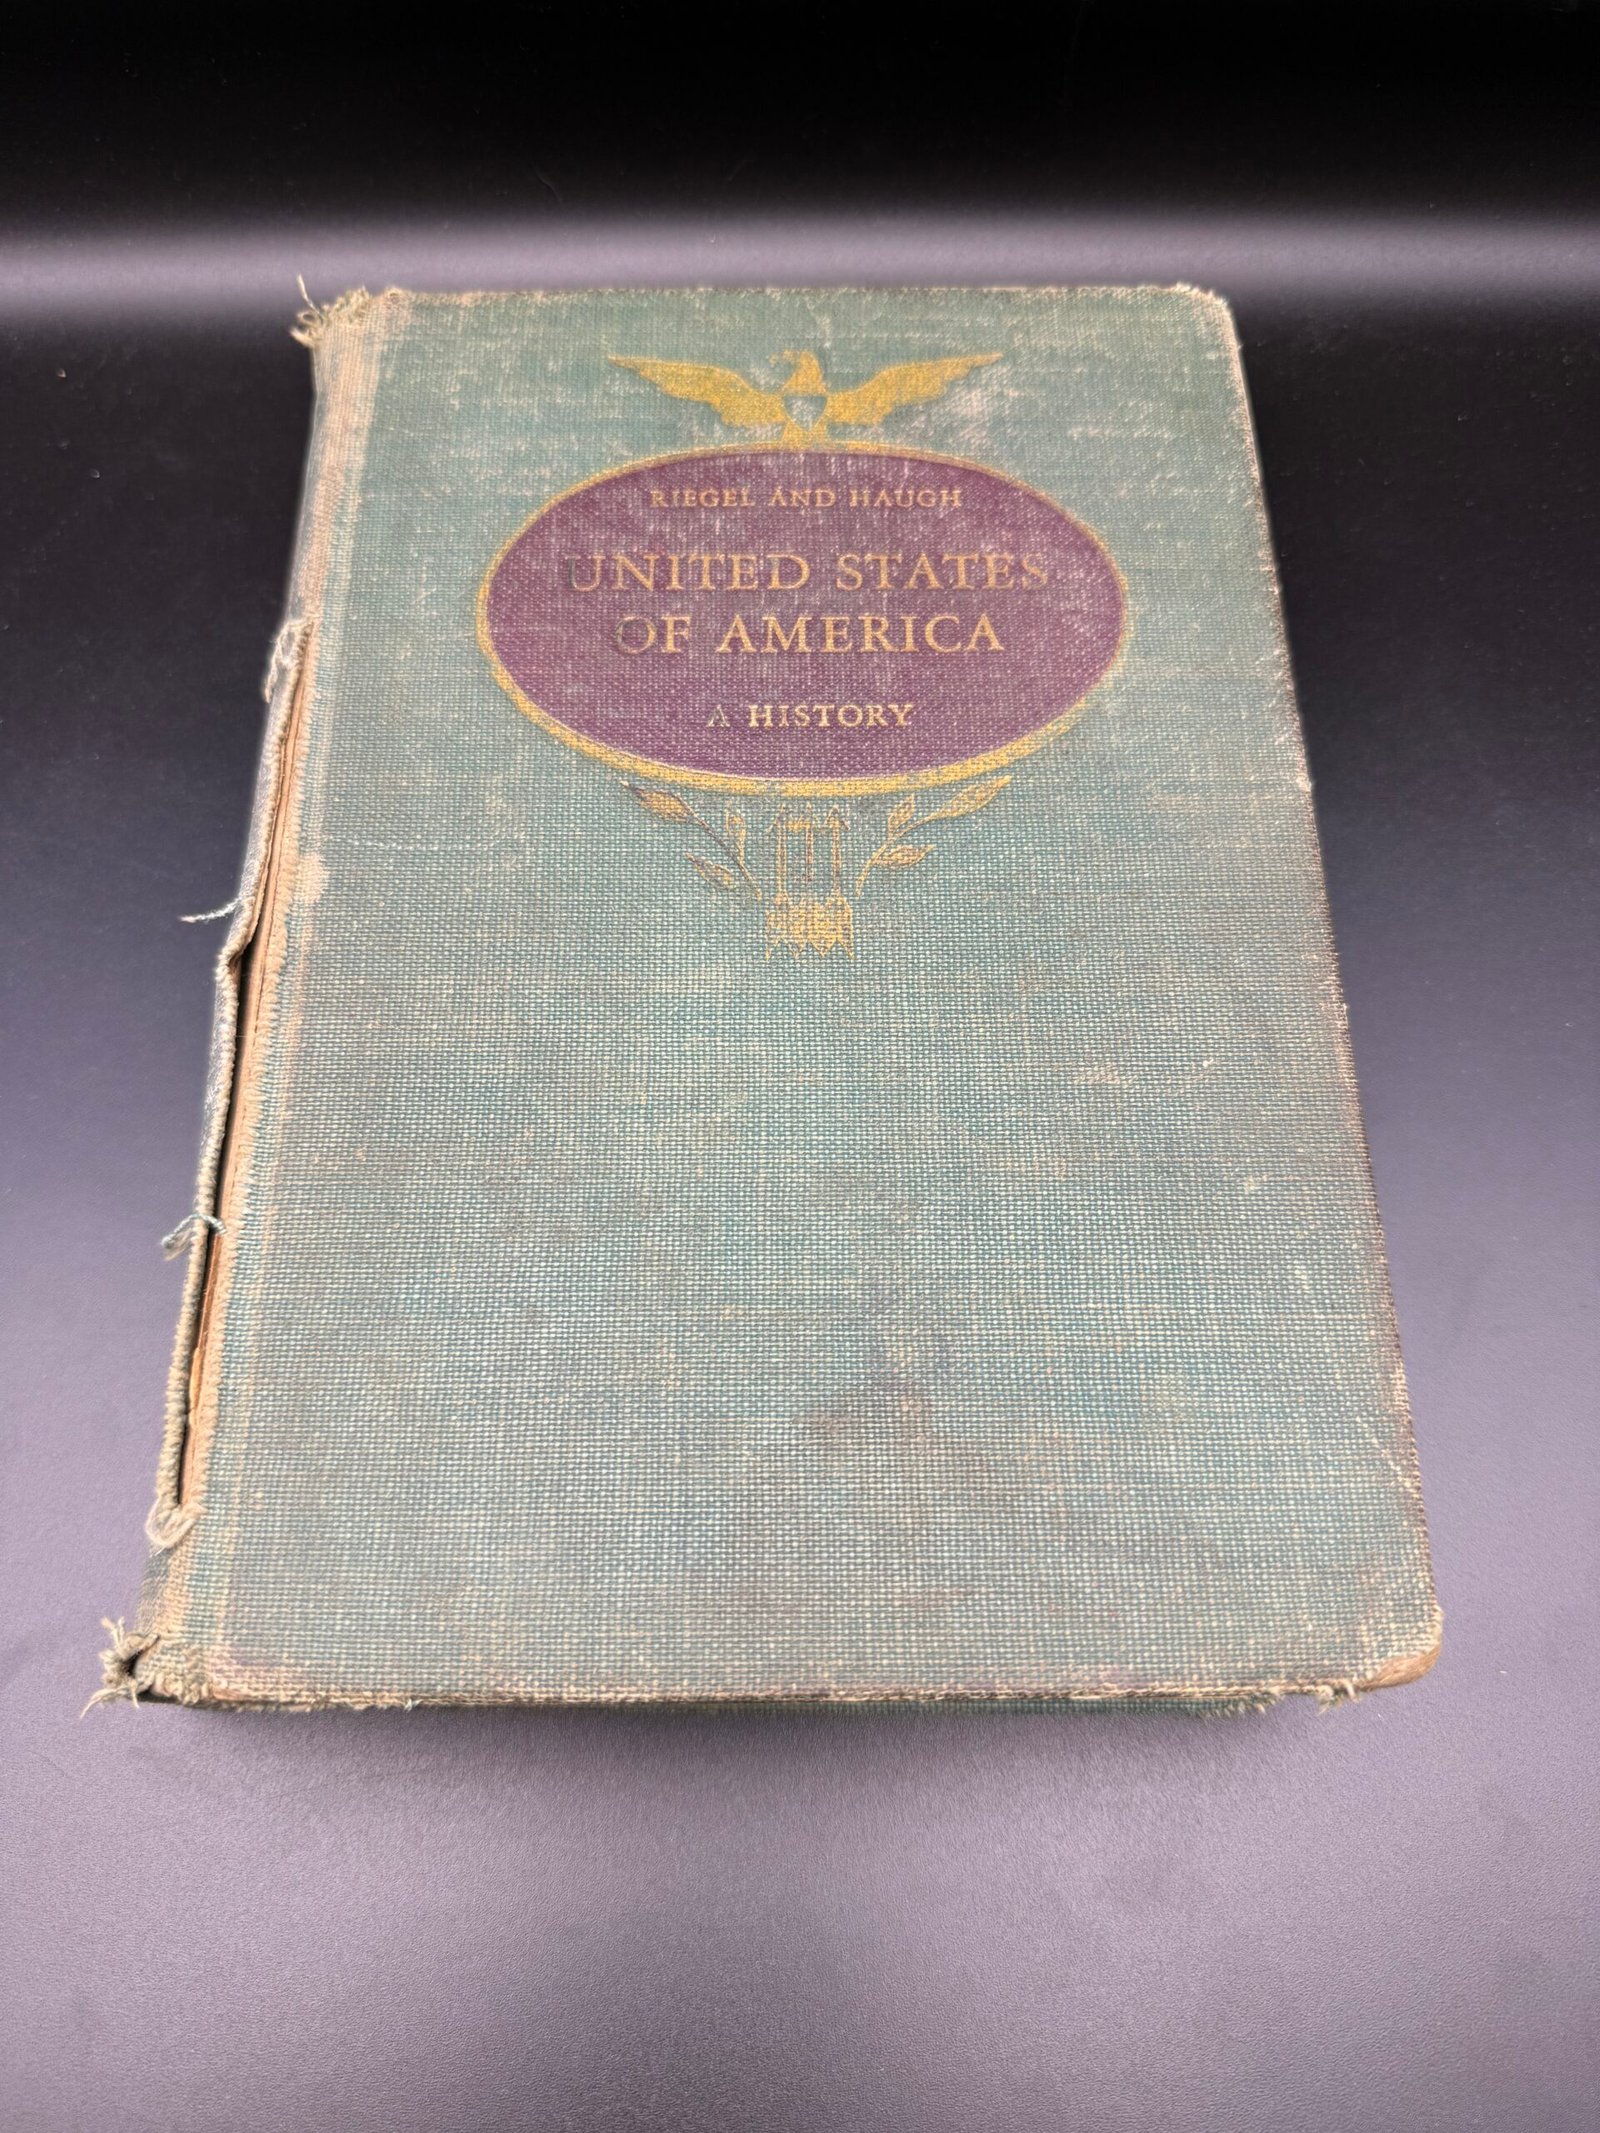 RIEGEL AND HAUGH
UNITED STATES
OF AMERICA
A HISTORY